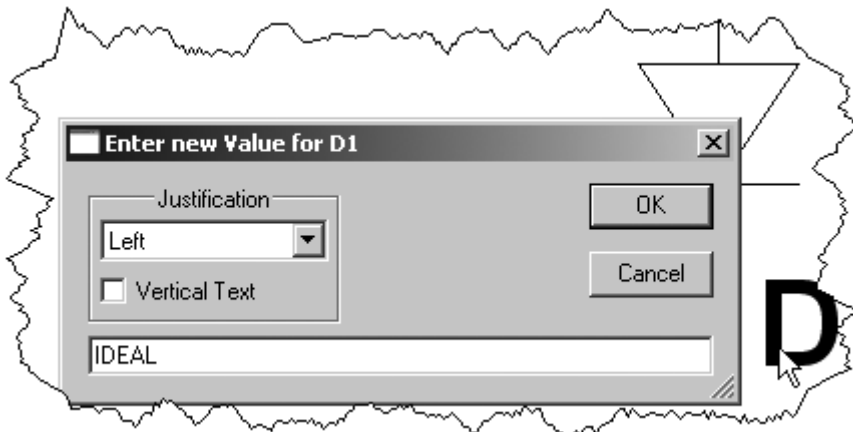 Enter new Value for D1
Justification
Left
Vertical Text
OK
Cancel
IDEAL
D